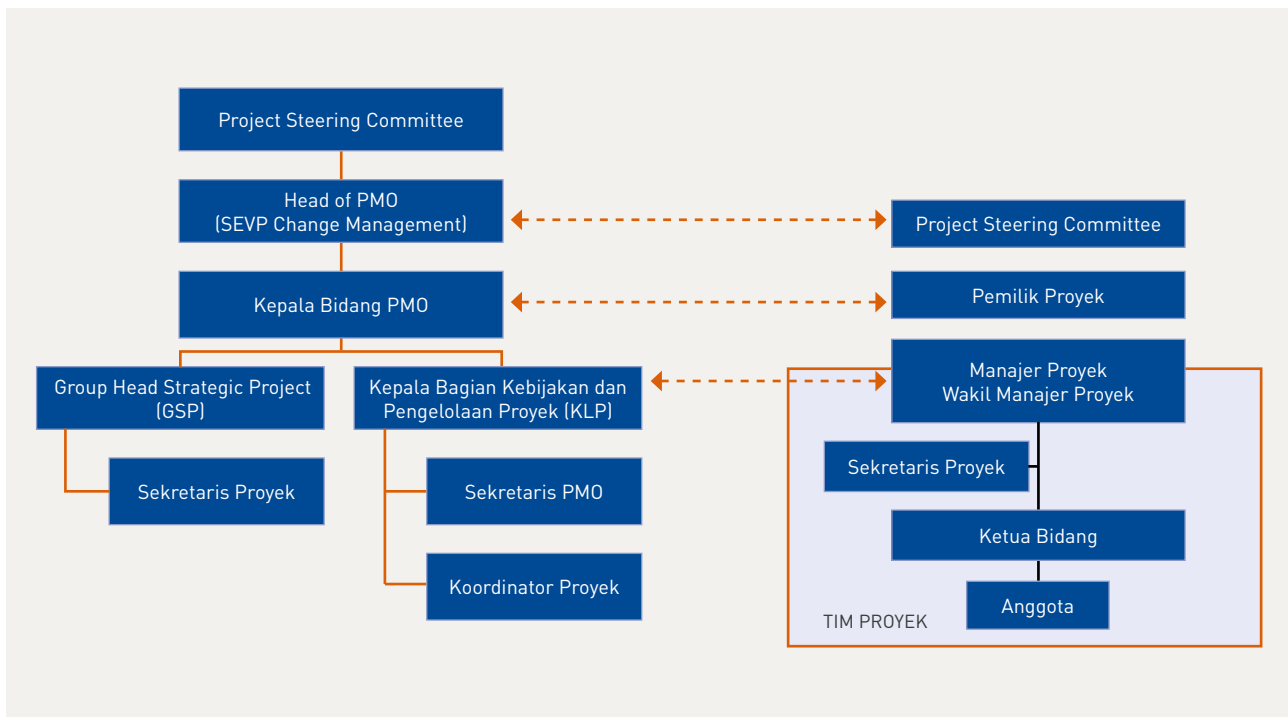 Project Steering Committee
Head of PMO
(SEVP Change Management)
Project Steering Committee
Kepala Bidang PMO
Pemilik Proyek
Group Head Strategic Project
(GSP)
Kepala Bagian Kebijakan dan
Pengelolaan Proyek (KLP)
Manajer Proyek
Wakil Manajer Proyek
Sekretaris Proyek
Sekretaris PMO
Sekretaris Proyek
Koordinator Proyek
Ketua Bidang
Anggota
TIM PROYEK